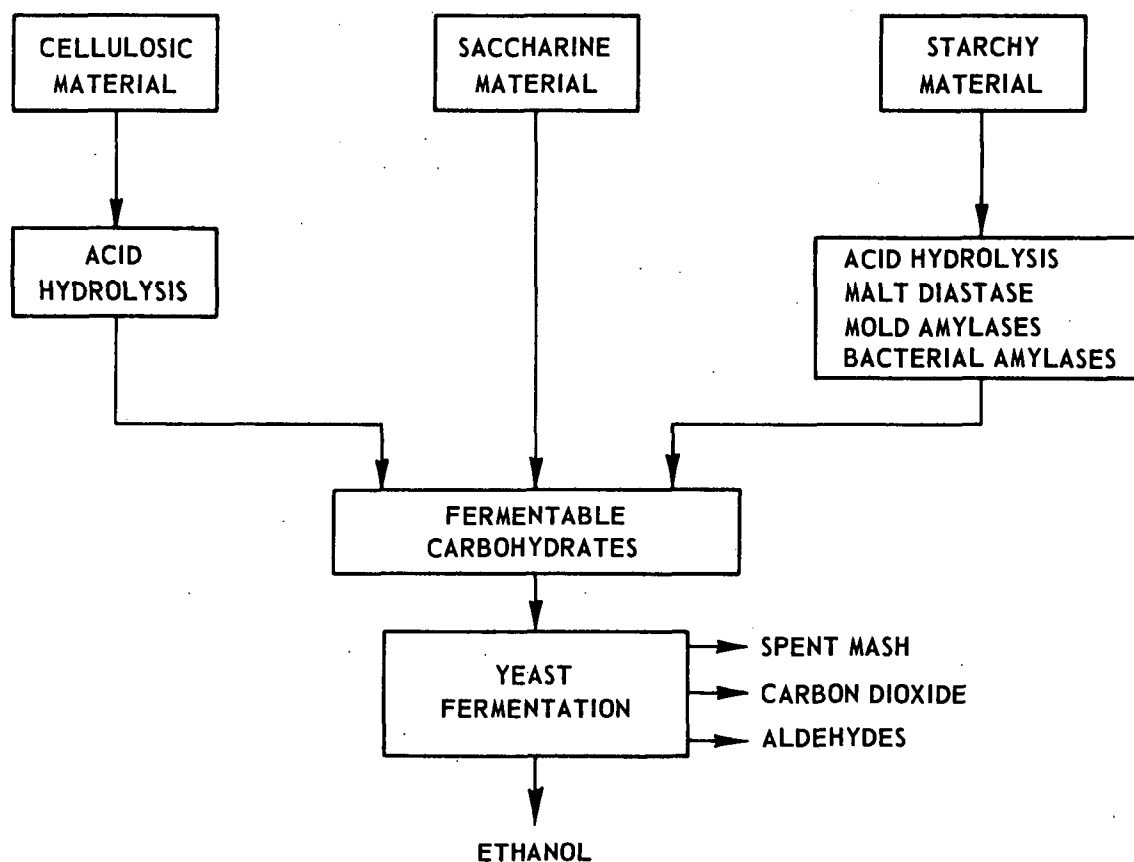 CELLULOSIC
MATERIAL
SACCHARINE
MATERIAL
STARCHY
MATERIAL
ACID
HYDROLYSIS
ACID HYDROLYSIS
MALT DIASTASE
MOLD AMYLASES
BACTERIAL AMYLASES
FERMENTABLE
CARBOHYDRATES
YEAST
FERMENTATION
SPENT MASH
CARBON DIOXIDE
ALDEHYDES
ETHANOL